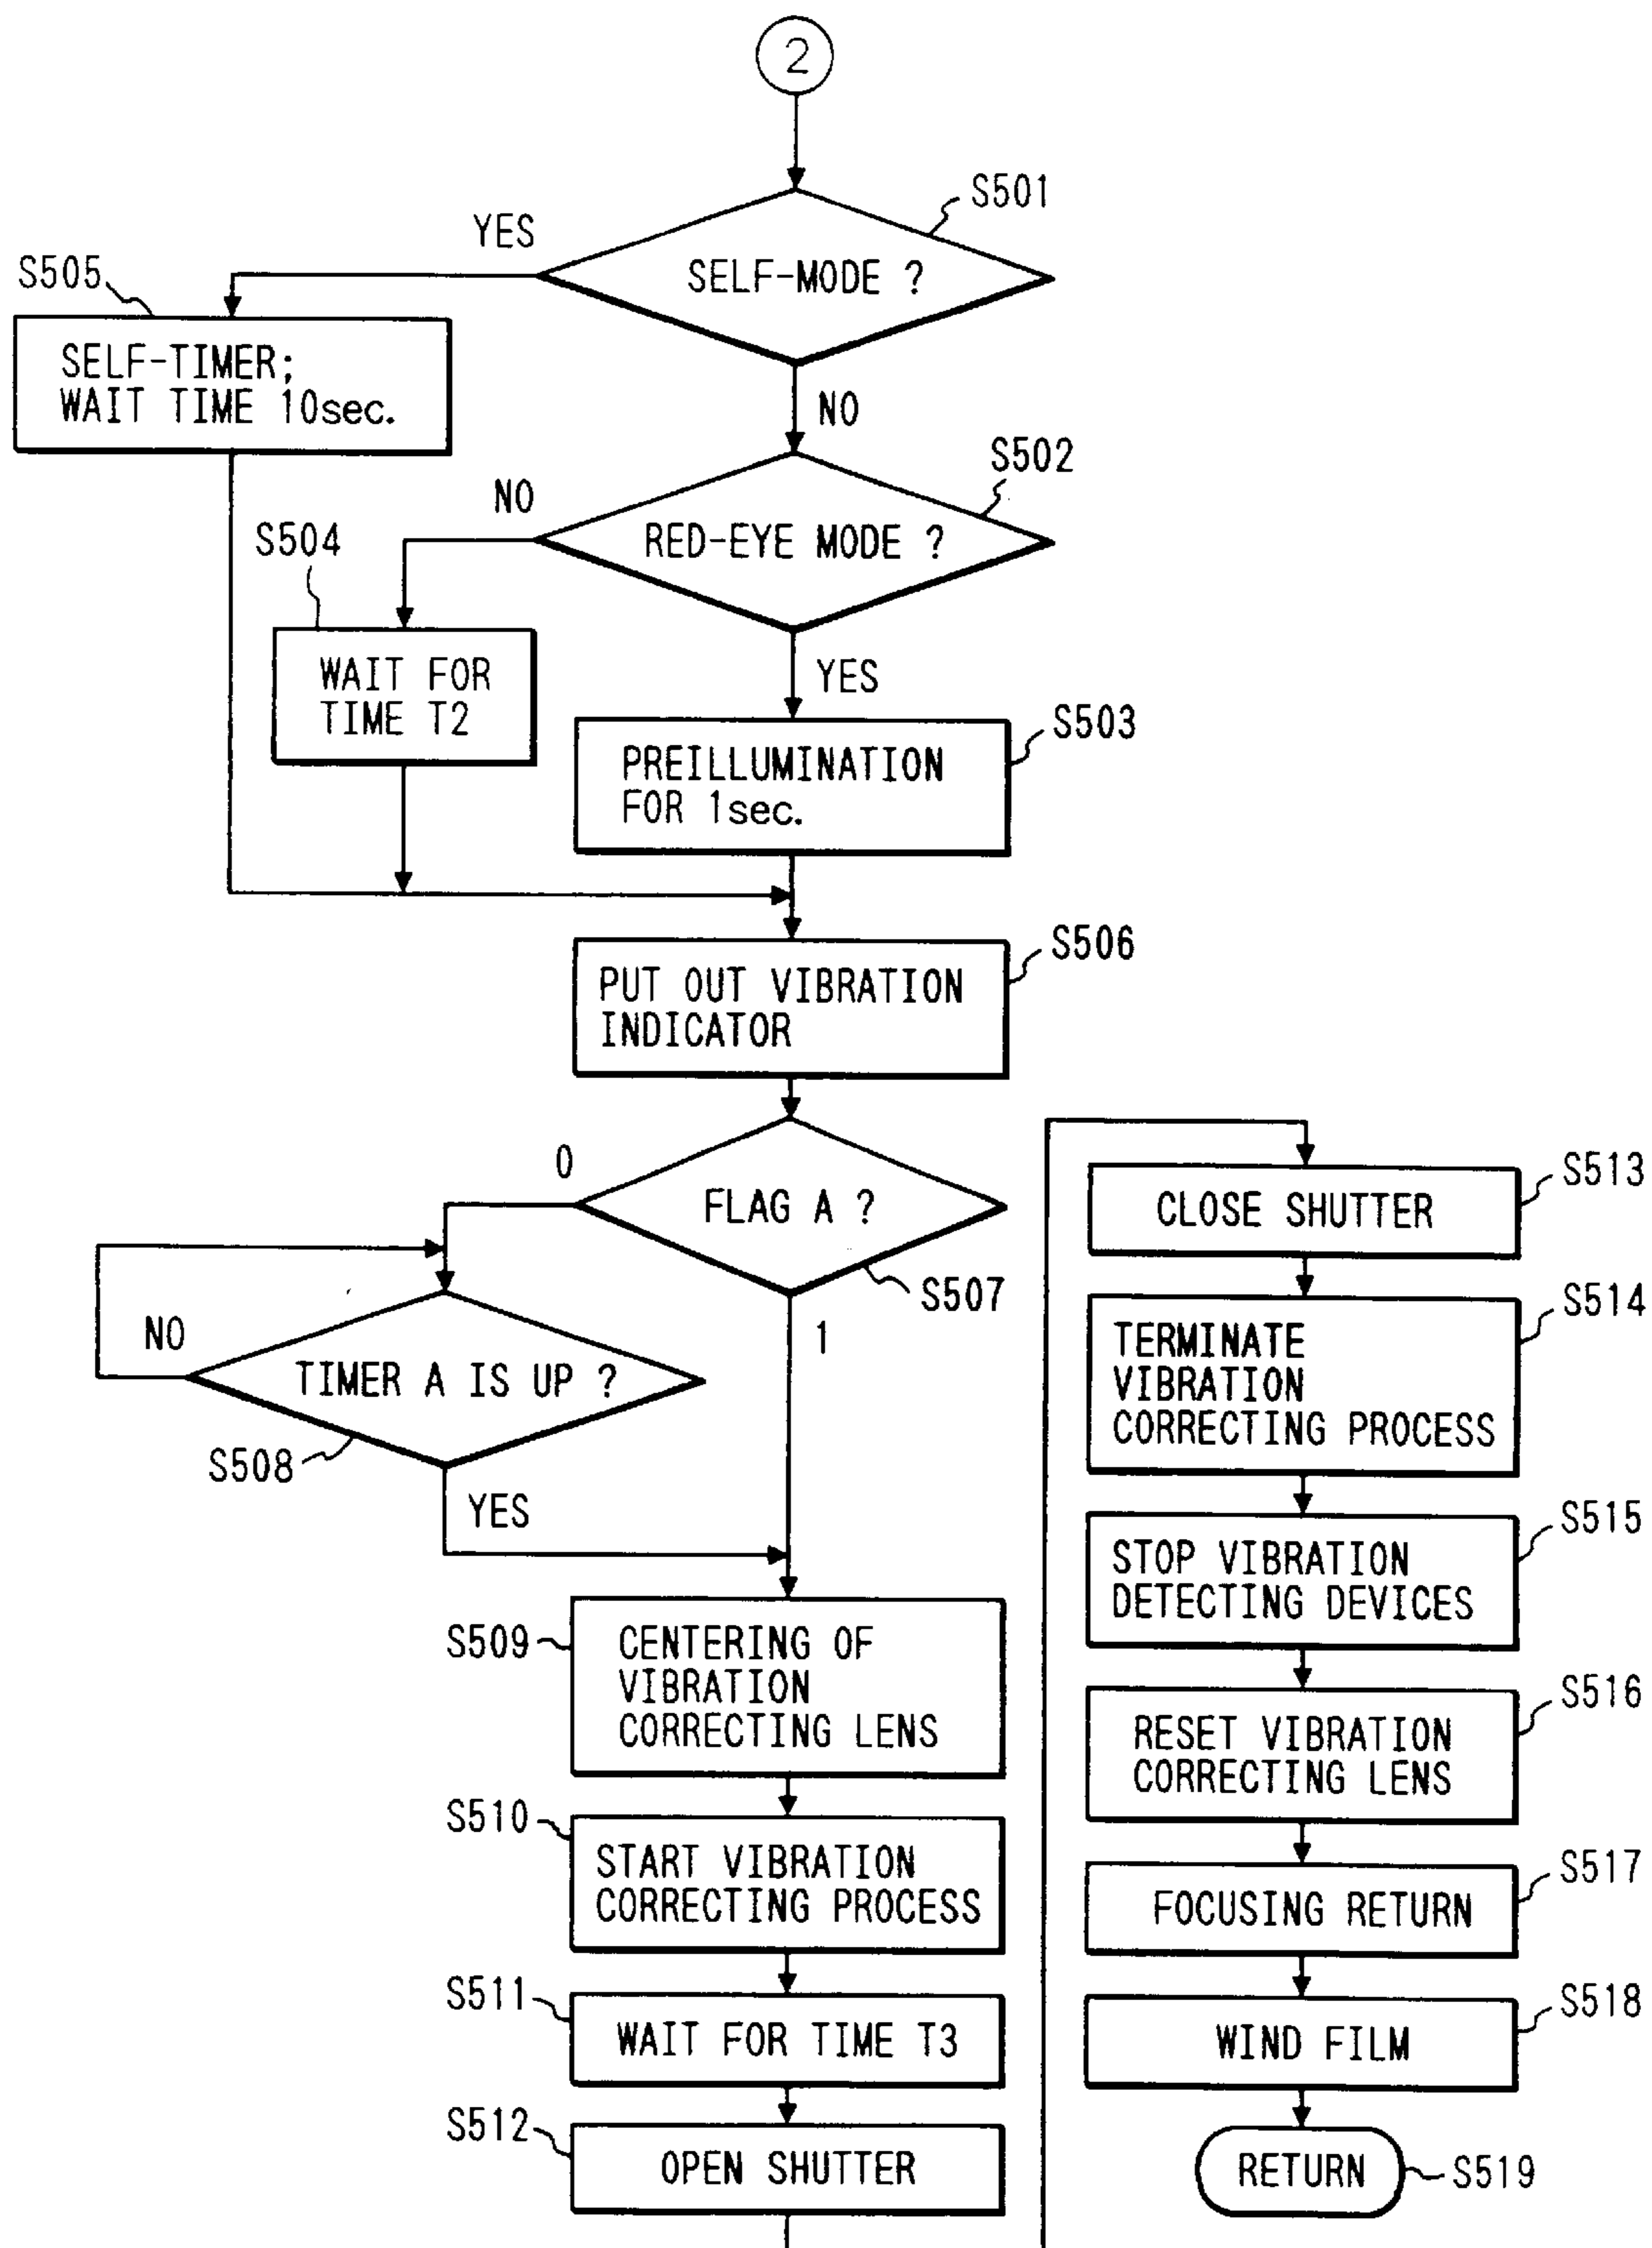 2
S501
YES
SELF-MODE ?
S505
SELF-TIMER;
WAIT TIME 10sec.
NO
S502
NO
RED-EYE MODE ?
S504
WAIT FOR
TIME T2
YES
S503
PREILLUMINATION
FOR 1sec.
S506
PUT OUT VIBRATION
INDICATOR
0
FLAG A ?
S507
1
NO
TIMER A IS UP ?
S508
YES
S509
CENTERING OF
VIBRATION
CORRECTING LENS
S510
START VIBRATION
CORRECTING PROCESS
S511
WAIT FOR TIME T3
S512
OPEN SHUTTER
S513
CLOSE SHUTTER
S514
TERMINATE
VIBRATION
CORRECTING PROCESS
S515
STOP VIBRATION
DETECTING DEVICES
S516
RESET VIBRATION
CORRECTING LENS
S517
FOCUSING RETURN
S518
WIND FILM
RETURN
S519